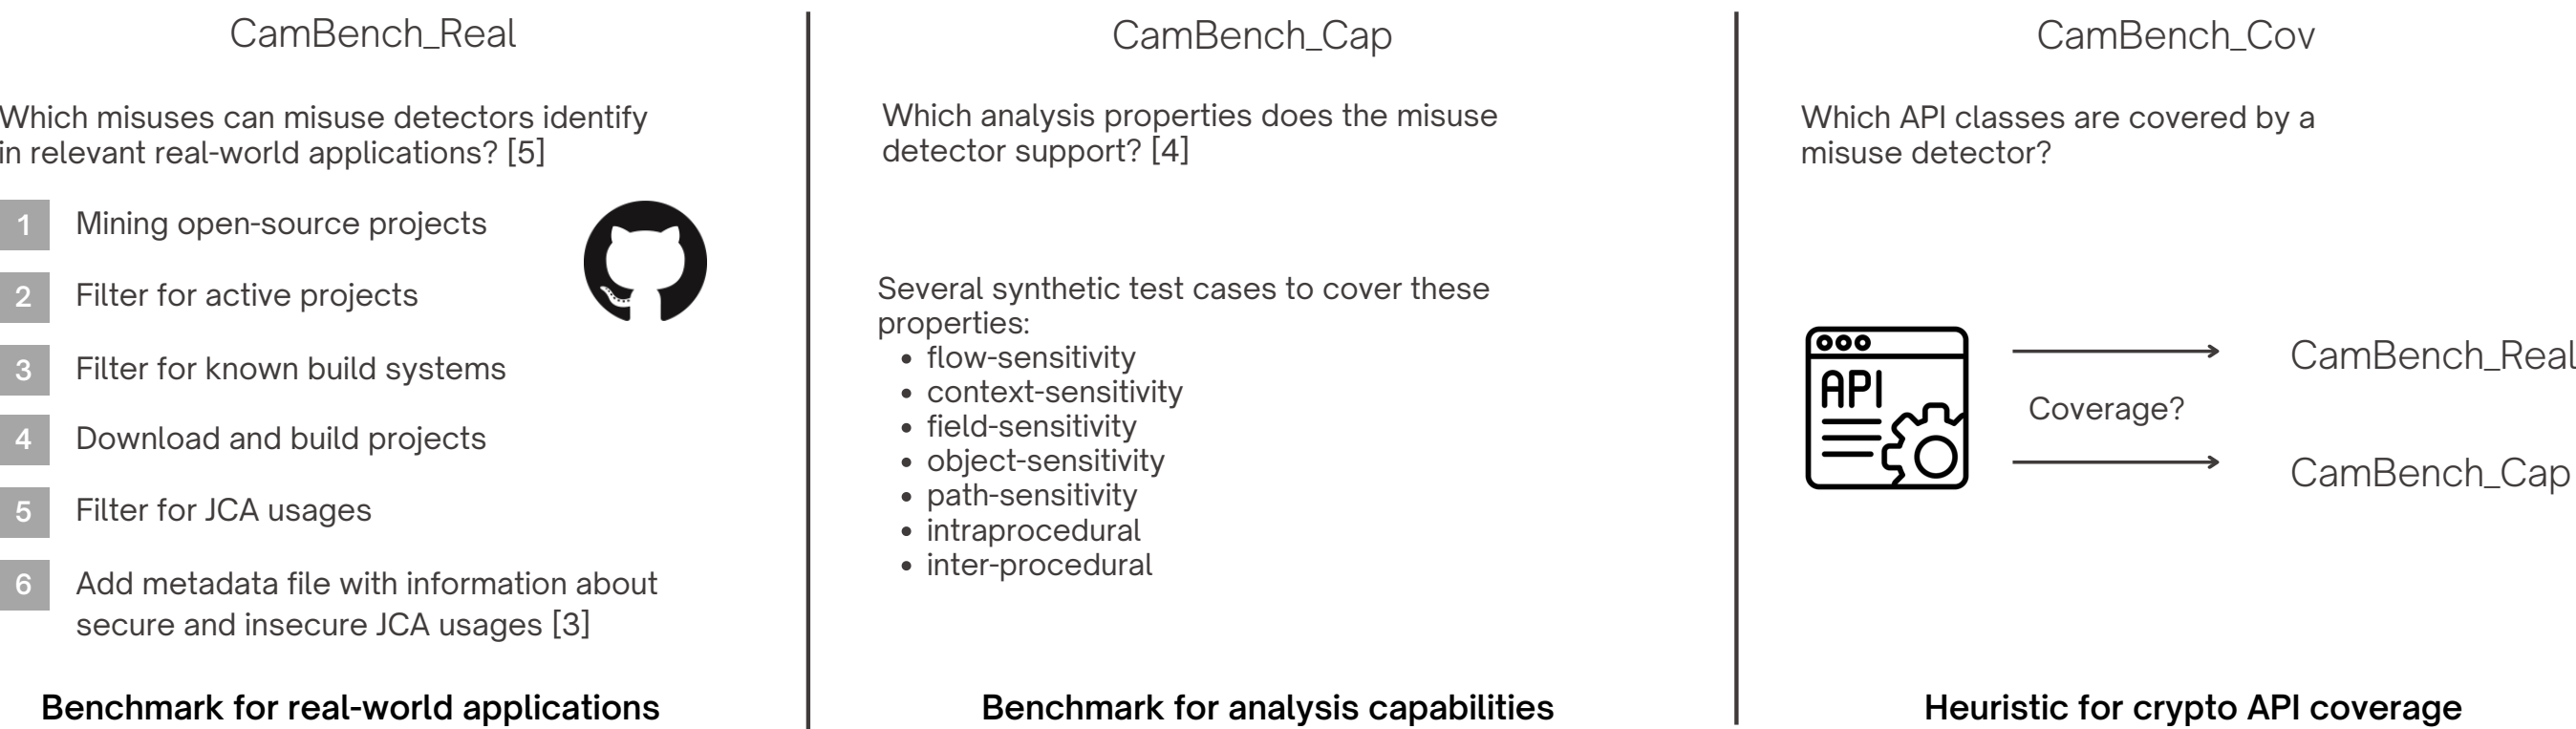 CamBench_Real
Which misuses can misuse detectors identify
in relevant real-world applications? [5]
1 Mining open-source projects
2 Filter for active projects
3 Filter for known build systems
4 Download and build projects
5 Filter for JCA usages
6 Add metadata file with information about
secure and insecure JCA usages [3]
Benchmark for real-world applications
CamBench_Cap
Which analysis properties does the misuse
detector support? [4]
Several synthetic test cases to cover these
properties:
• flow-sensitivity
• context-sensitivity
• field-sensitivity
• object-sensitivity
• path-sensitivity
• intraprocedural
• inter-procedural
Benchmark for analysis capabilities
CamBench_Cov
Which API classes are covered by a
misuse detector?
API
CamBench_Real
Coverage?
CamBench_Cap
Heuristic for crypto API coverage